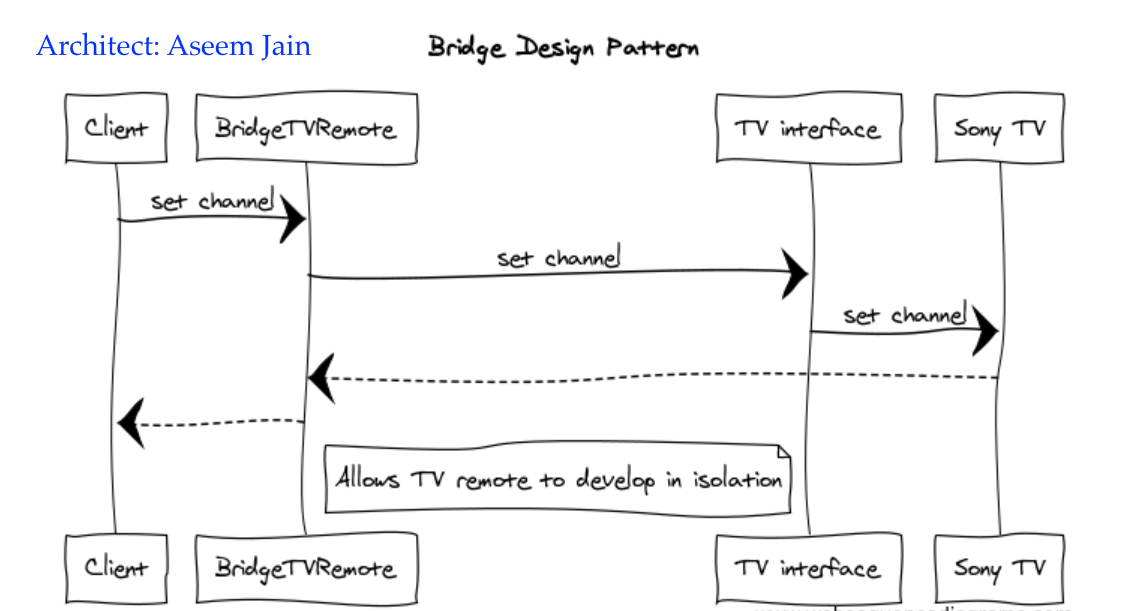 Architect: Aseem Jain
Bridge Design Pattern
Client
BridgeTVRemote
TV interface
Sony TV
set channel
set channel
set channel
Allows TV remote to develop in isolation
Client
BridgeTVRemote
TV interface
Sony TV